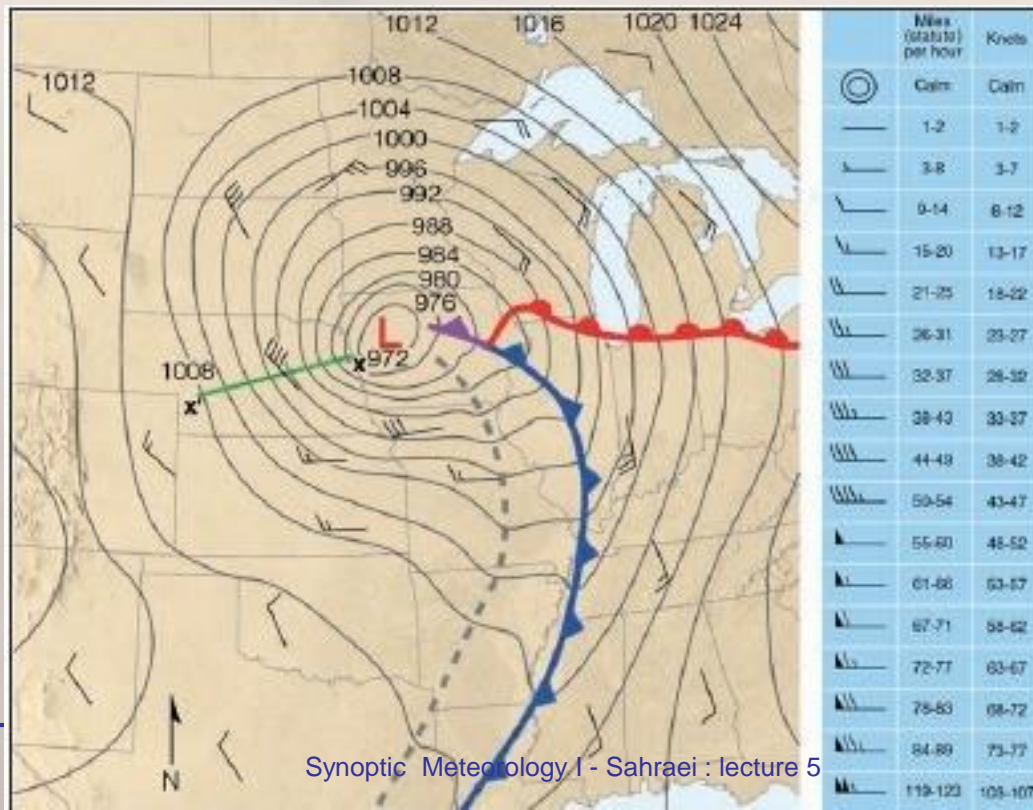 1012 1016 1020 1024
1012
1008
1004
1000
996
992
988
984
980
976
L
972
x
1008
x'
N
Synoptic Meteorology I - Sahraei : lecture 5
Miles
(statute)
per hour Knots
Calm Calm
1-2 1-2
3-8 3-7
9-14 8-12
15-20 13-17
21-25 18-22
26-31 23-27
32-37 28-32
38-43 33-37
44-49 38-42
50-54 43-47
55-60 48-52
61-66 53-57
67-71 58-62
72-77 63-67
78-83 68-72
84-89 73-77
119-123 103-107